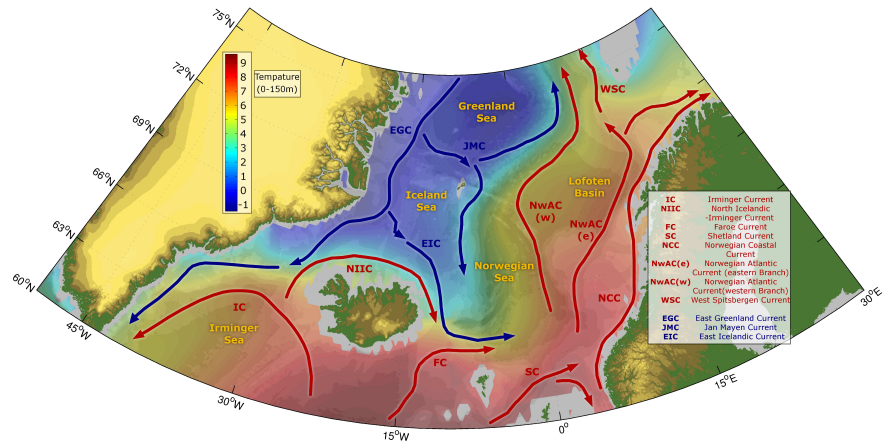 75°N
72°N
69°N
66°N
63°N
60°N
45°W
30°W
15°W
0°
15°E
30°E
9
8
7
6
5
4
3
2
1
0
-1
Tempature
(0-150m)
Greenland
Sea
WSC
EGC
JMC
Iceland
Sea
Lofoten
Basin
NwAC
(w)
NwAC
(e)
EIC
Norwegian
Sea
NIIC
NCC
IC
Irminger
Sea
FC
SC
IC Irminger Current
NIIC North Icelandic
-Irminger Current
FC Faroe Current
SC Shetland Current
NCC Norwegian Coastal
Current
NwAC(e) Norwegian Atlantic
Current (eastern Branch)
NwAC(w) Norwegian Atlantic
Current(western Branch)
WSC West Spitsbergen Current
EGC East Greenland Current
JMC Jan Mayen Current
EIC East Icelandic Current